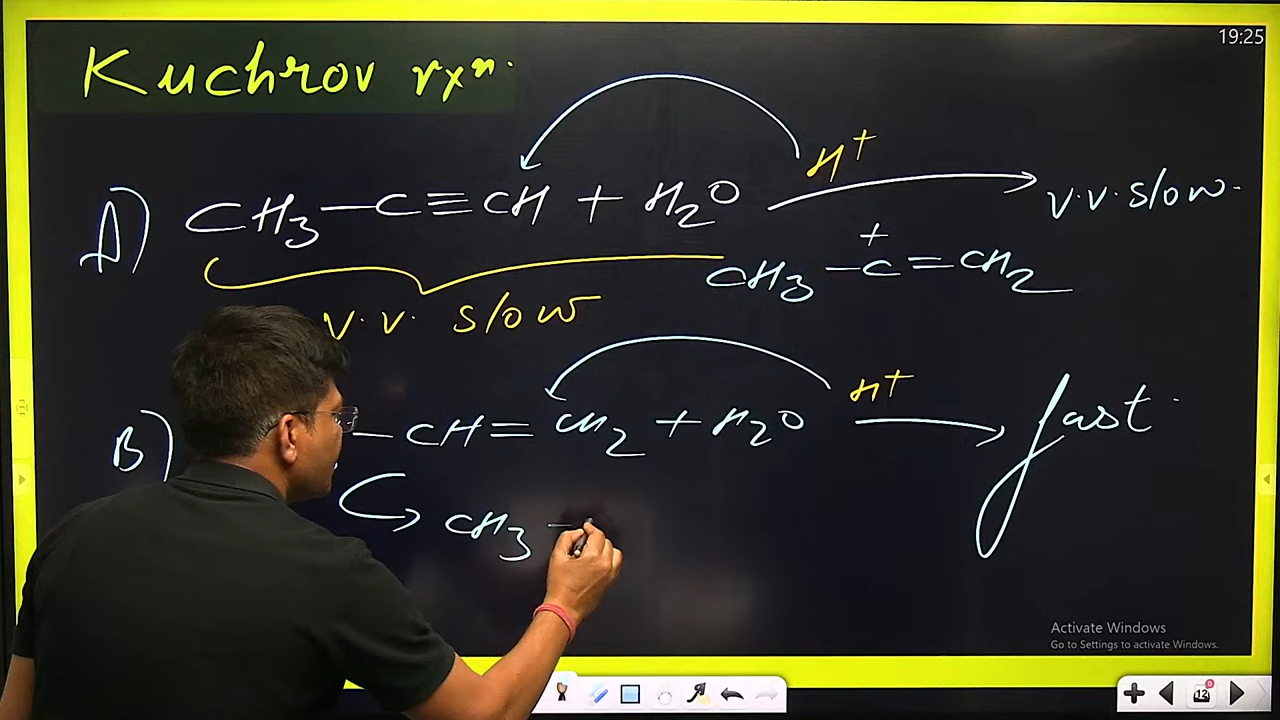 19:25
Kuchrov rxⁿ.
A) CH₃—C≡CH + H₂O H⁺ → v.v. slow.
CH₃—C⁺=CH₂
v.v. slow
B) —CH=CH₂ + H₂O H⁺ → fast.
↪ CH₃—
Activate Windows
Go to Settings to activate Windows.
12